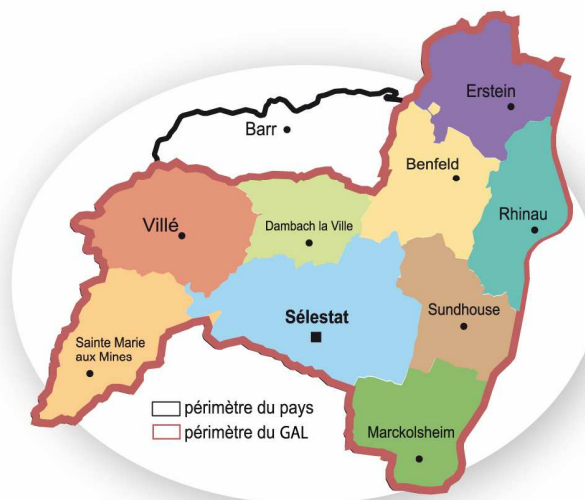 Erstein
Barr
Benfeld
Villé
Dambach la Ville
Rhinau
Sélestat
Sundhouse
Sainte Marie
aux Mines
périmètre du pays
périmètre du GAL
Marckolsheim